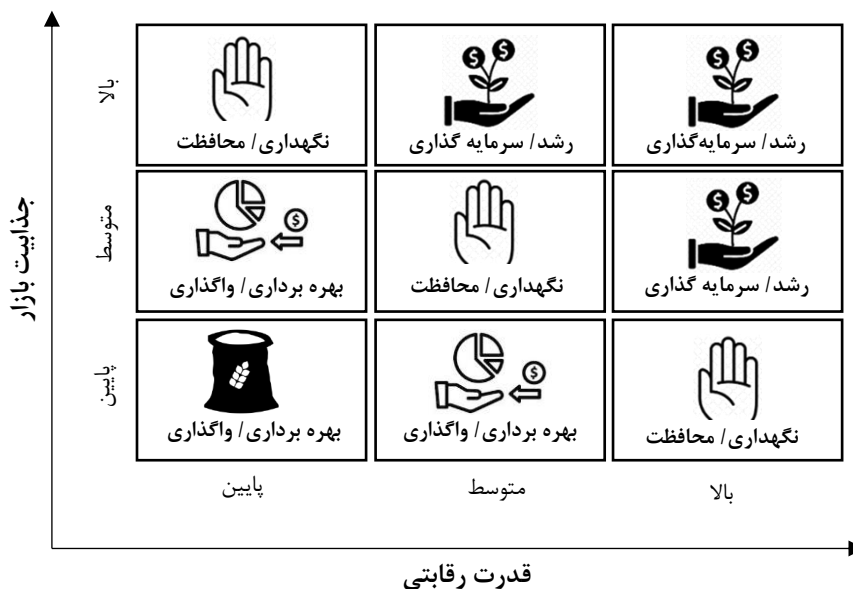 بالا
نگهداری/ محافظت
رشد/ سرمایه گذاری
رشد/ سرمایه‌گذاری
جذابیت بازار
متوسط
بهره برداری/ واگذاری
نگهداری/ محافظت
رشد/ سرمایه گذاری
پایین
بهره برداری/ واگذاری
بهره برداری/ واگذاری
نگهداری/ محافظت
پایین
متوسط
بالا
قدرت رقابتی